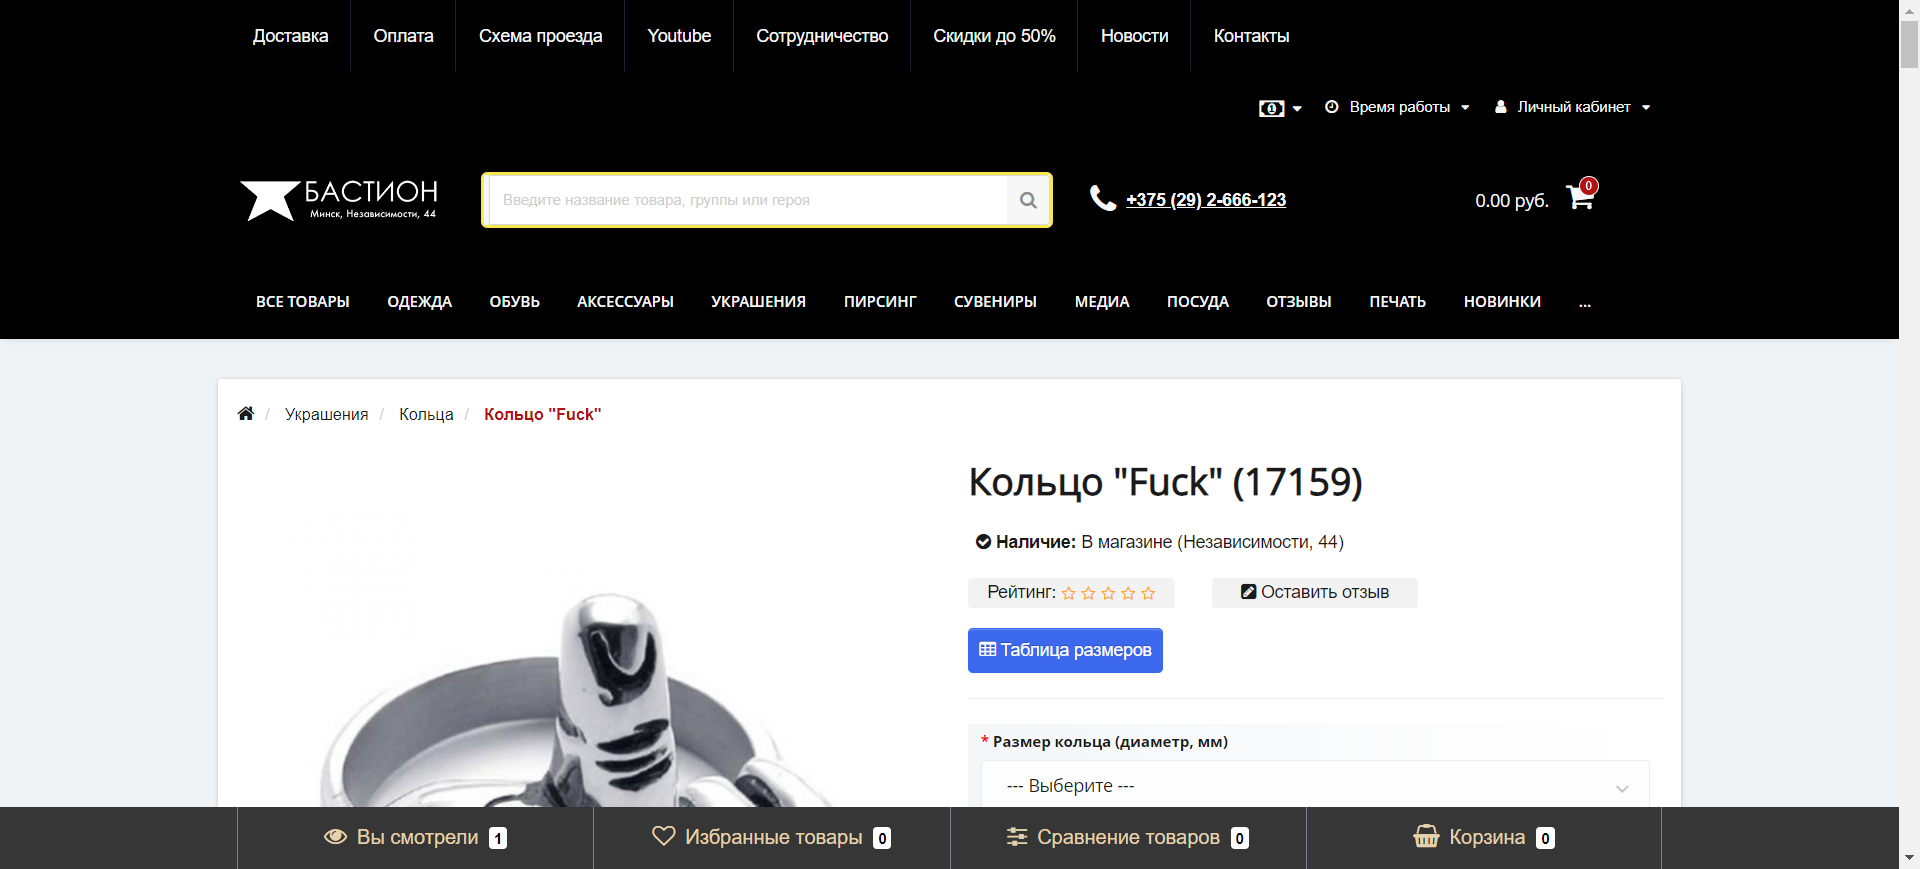 Доставка
Оплата
Схема проезда
Youtube
Сотрудничество
Скидки до 50%
Новости
Контакты
Время работы
Личный кабинет
БАСТИОН
Минск, Независимости, 44
Введите название товара, группы или героя
+375 (29) 2-666-123
0.00 руб.
0
ВСЕ ТОВАРЫ
ОДЕЖДА
ОБУВЬ
АКСЕССУАРЫ
УКРАШЕНИЯ
ПИРСИНГ
СУВЕНИРЫ
МЕДИА
ПОСУДА
ОТЗЫВЫ
ПЕЧАТЬ
НОВИНКИ
...
/ Украшения / Кольца / Кольцо "Fuck"
Кольцо "Fuck" (17159)
Наличие: В магазине (Независимости, 44)
Рейтинг:
Оставить отзыв
Таблица размеров
* Размер кольца (диаметр, мм)
--- Выберите ---
Вы смотрели 1
Избранные товары 0
Сравнение товаров 0
Корзина 0